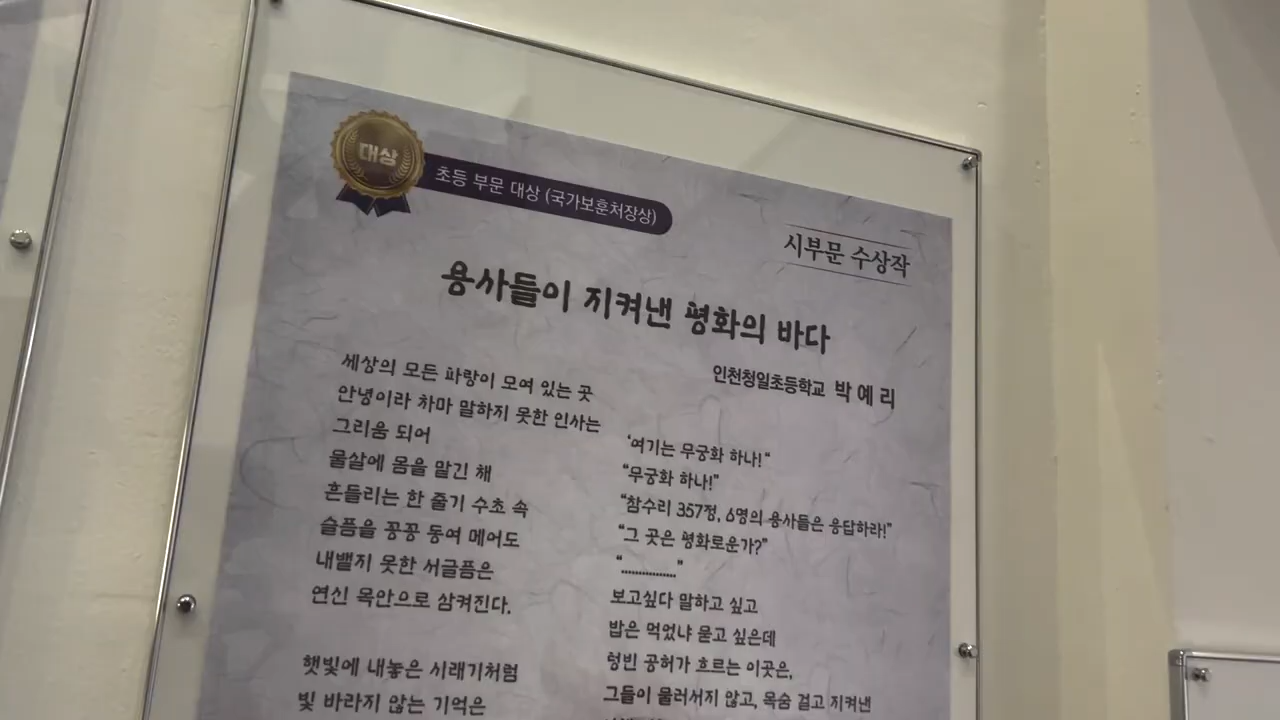 대상
초등 부문 대상 (국가보훈처장상)
시부문 수상작
용사들이 지켜낸 평화의 바다
인천청일초등학교 박 예 리
세상의 모든 파랑이 모여 있는 곳
안녕이라 차마 말하지 못한 인사는
그리움 되어
물살에 몸을 맡긴 채
흔들리는 한 줄기 수초 속
슬픔을 꽁꽁 동여 메어도
내뱉지 못한 서글픔은
연신 목안으로 삼켜진다.
햇빛에 내놓은 시래기처럼
빛 바라지 않는 기억은
‘여기는 무궁화 하나!“
“무궁화 하나!”
“참수리 357정, 6명의 용사들은 응답하라!”
“그 곳은 평화로운가?”
“................”
보고싶다 말하고 싶고
밥은 먹었냐 묻고 싶은데
텅빈 공허가 흐르는 이곳은,
그들이 물러서지 않고, 목숨 걸고 지켜낸